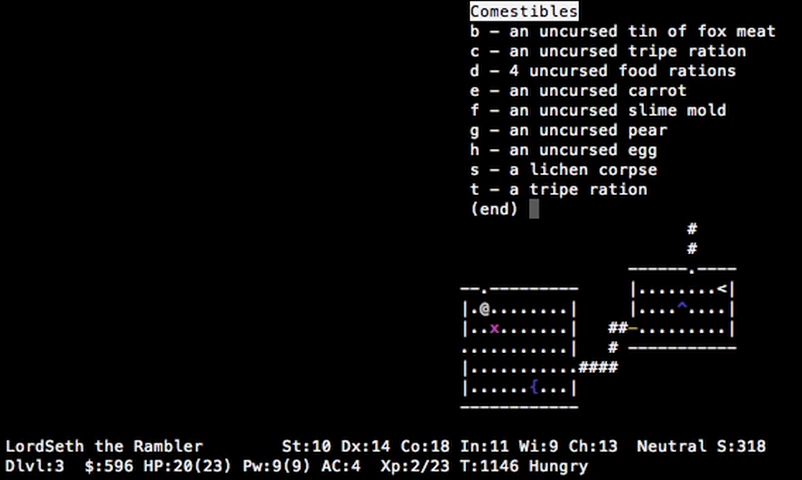 Comestibles
b – an uncursed tin of fox meat
c – an uncursed tripe ration
d – 4 uncursed food rations
e – an uncursed carrot
f – an uncursed slime mold
g – an uncursed pear
h – an uncursed egg
s – a lichen corpse
t – a tripe ration
(end)
#
#
------.----
--.--------- |........<|
|.@........| |....^....|
|..x.......| ##–.........|
...........| # -----------
|...........####
|......{...|
------------
LordSeth the Rambler St:10 Dx:14 Co:18 In:11 Wi:9 Ch:13 Neutral S:318
Dlvl:3 $:596 HP:20(23) Pw:9(9) AC:4 Xp:2/23 T:1146 Hungry